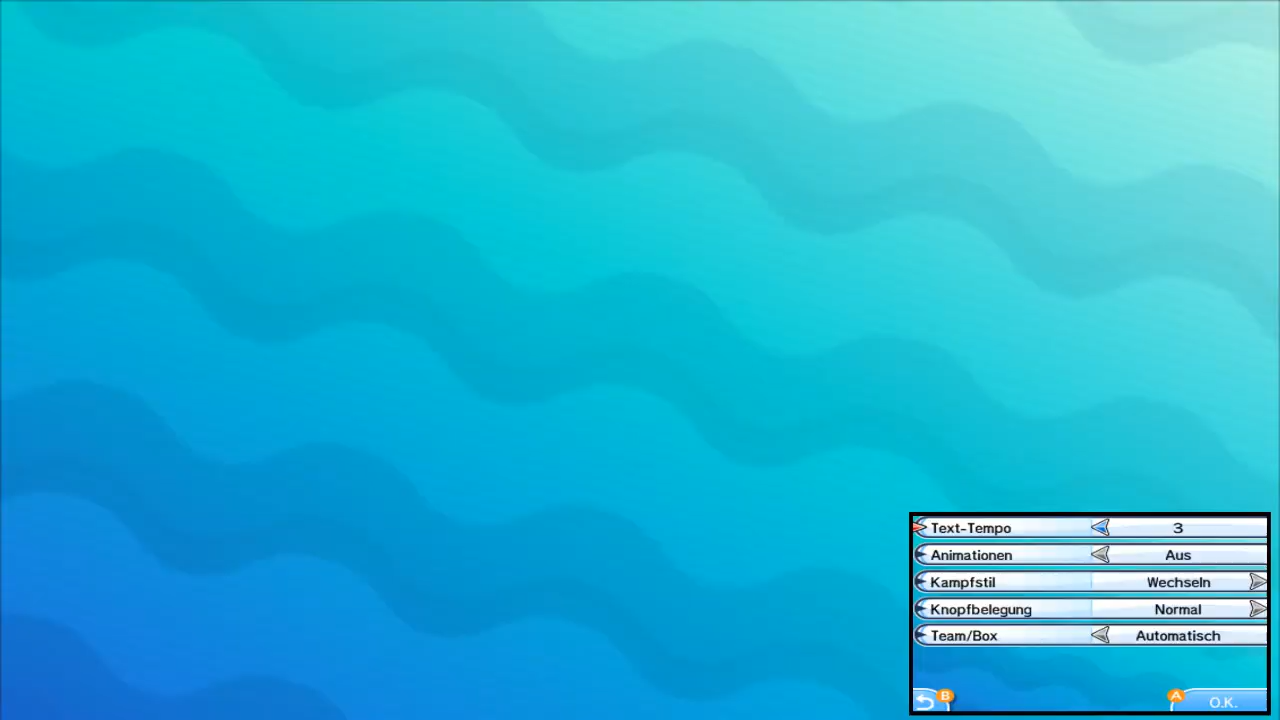 Text-Tempo 3
Animationen Aus
Kampfstil Wechseln
Knopfbelegung Normal
Team/Box Automatisch
B A O.K.